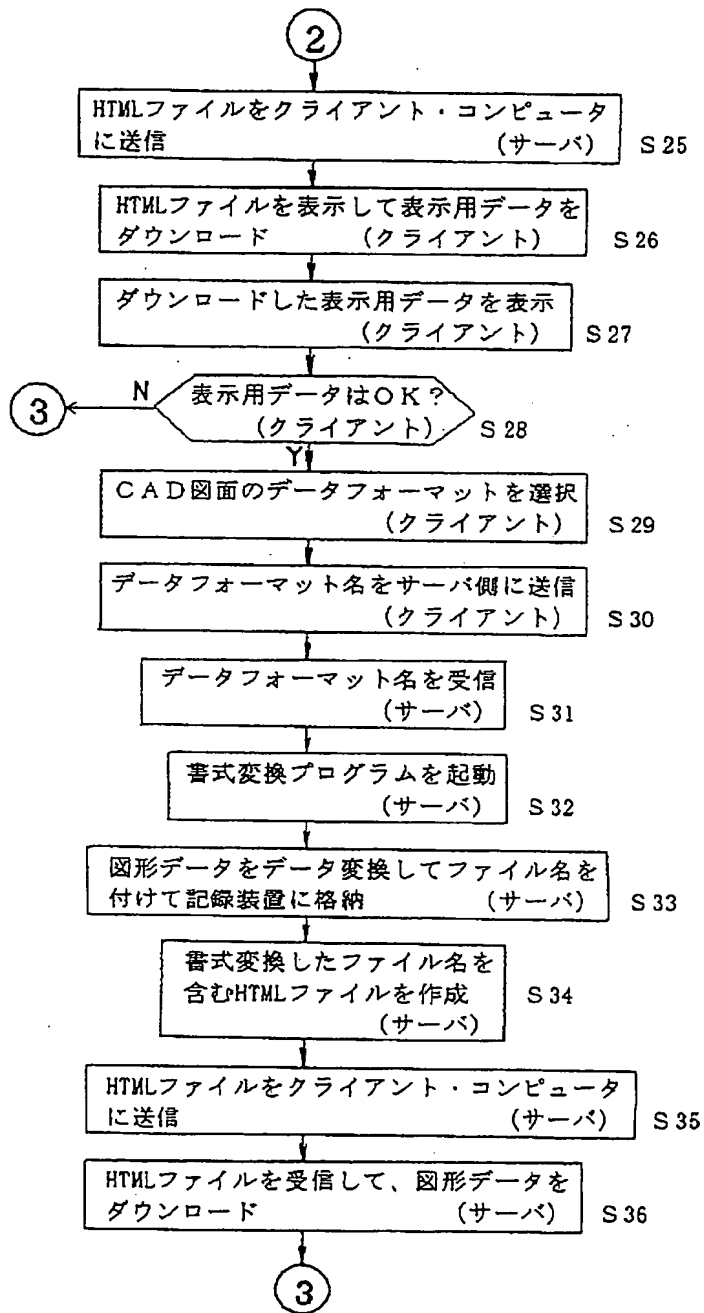 2
HTMLファイルをクライアント・コンピュータ
に送信 (サーバ) S25
HTMLファイルを表示して表示用データを
ダウンロード (クライアント) S26
ダウンロードした表示用データを表示
(クライアント) S27
N 表示用データはOK?
3
(クライアント) S28
Y
CAD図面のデータフォーマットを選択
(クライアント) S29
データフォーマット名をサーバ側に送信
(クライアント) S30
データフォーマット名を受信
(サーバ) S31
書式変換プログラムを起動
(サーバ) S32
図形データをデータ変換してファイル名を
付けて記録装置に格納 (サーバ) S33
書式変換したファイル名を
含むHTMLファイルを作成
(サーバ) S34
HTMLファイルをクライアント・コンピュータ
に送信 (サーバ) S35
HTMLファイルを受信して、図形データを
ダウンロード (サーバ) S36
3